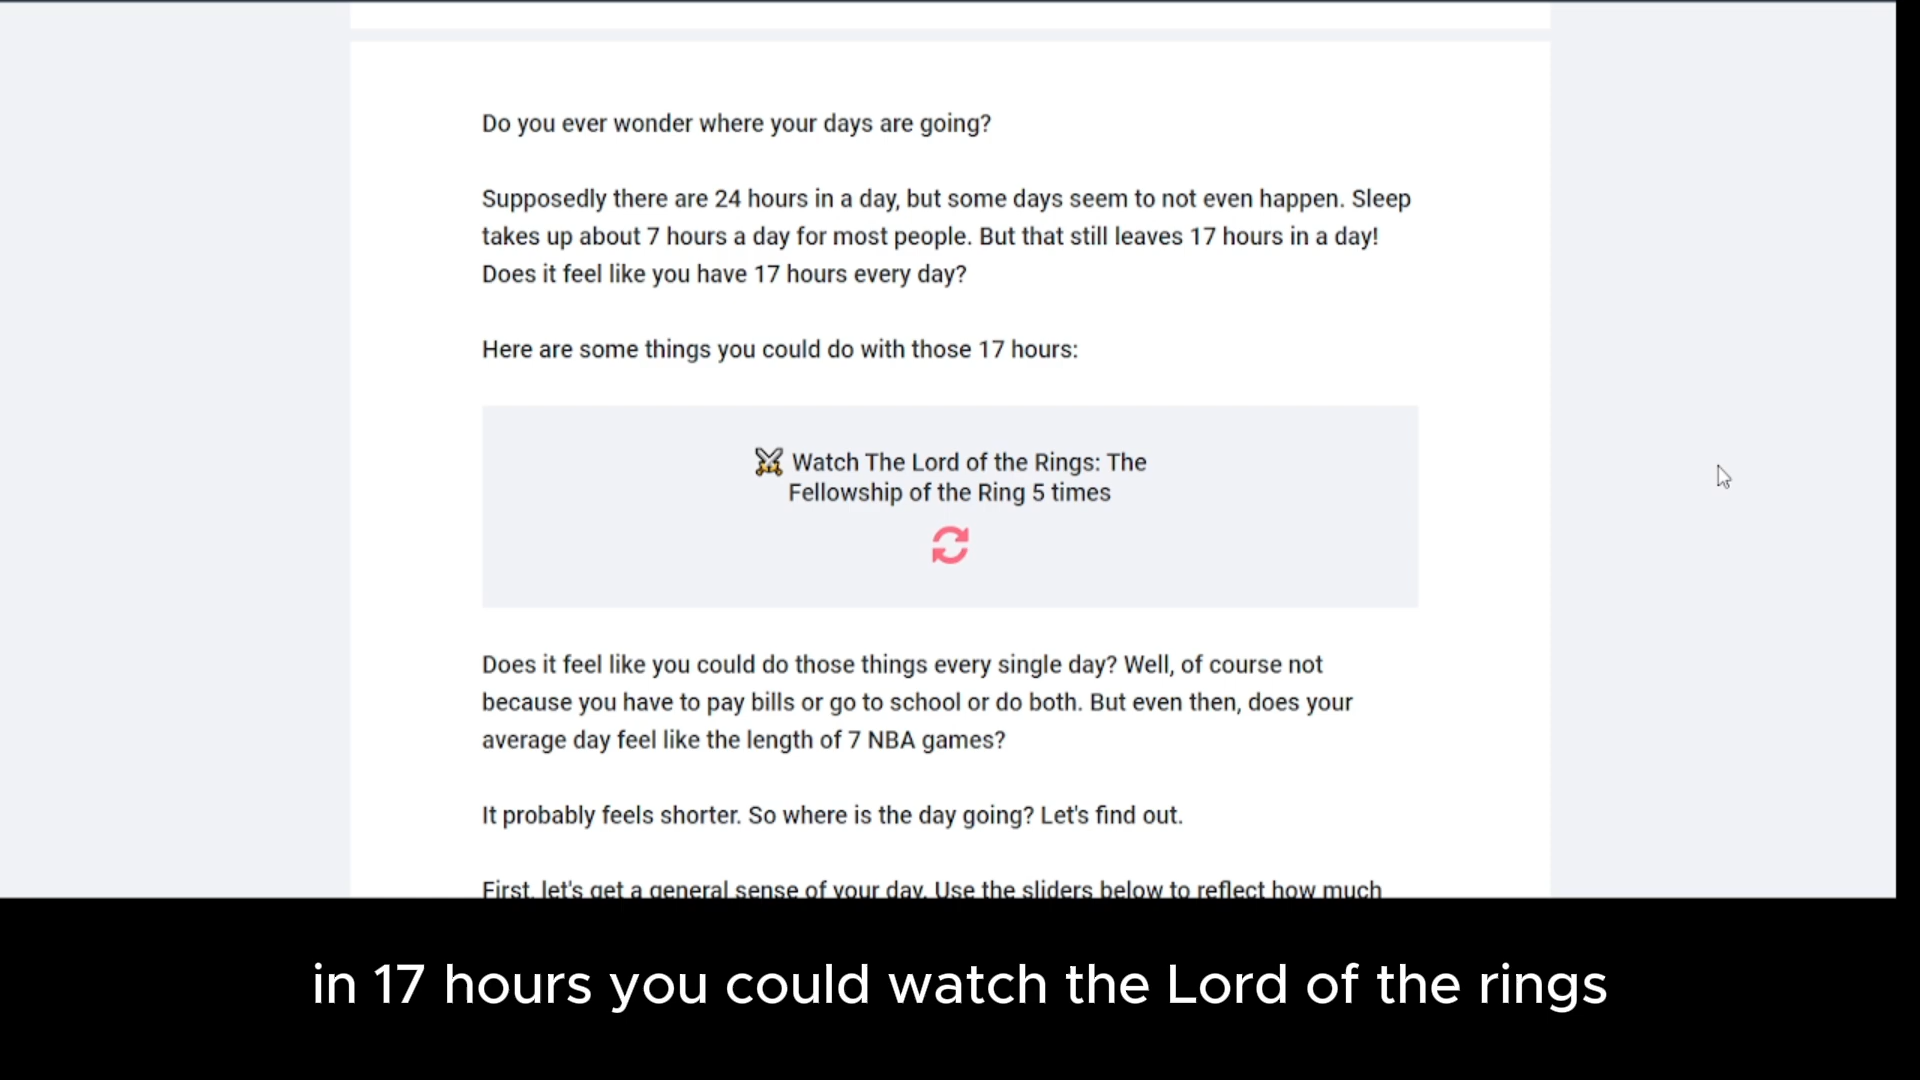 Do you ever wonder where your days are going?
Supposedly there are 24 hours in a day, but some days seem to not even happen. Sleep
takes up about 7 hours a day for most people. But that still leaves 17 hours in a day!
Does it feel like you have 17 hours every day?
Here are some things you could do with those 17 hours:
Watch The Lord of the Rings: The
Fellowship of the Ring 5 times
Does it feel like you could do those things every single day? Well, of course not
because you have to pay bills or go to school or do both. But even then, does your
average day feel like the length of 7 NBA games?
It probably feels shorter. So where is the day going? Let's find out.
First, let's get a general sense of your day. Use the sliders below to reflect how much
in 17 hours you could watch the Lord of the rings